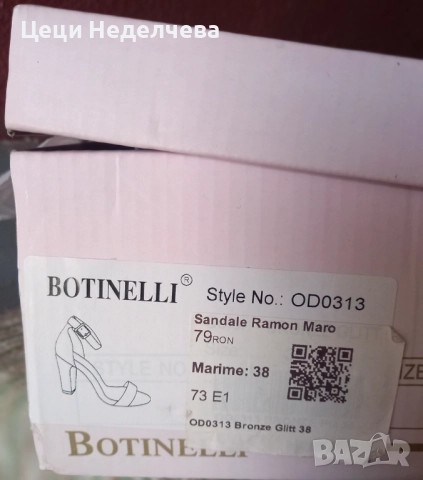 Цеци Неделчева
BOTINELLI® Style No.: OD0313
Sandale Ramon Maro
79RON
Marime: 38
73 E1
OD0313 Bronze Glitt 38
BOTINELLI
BAZAR